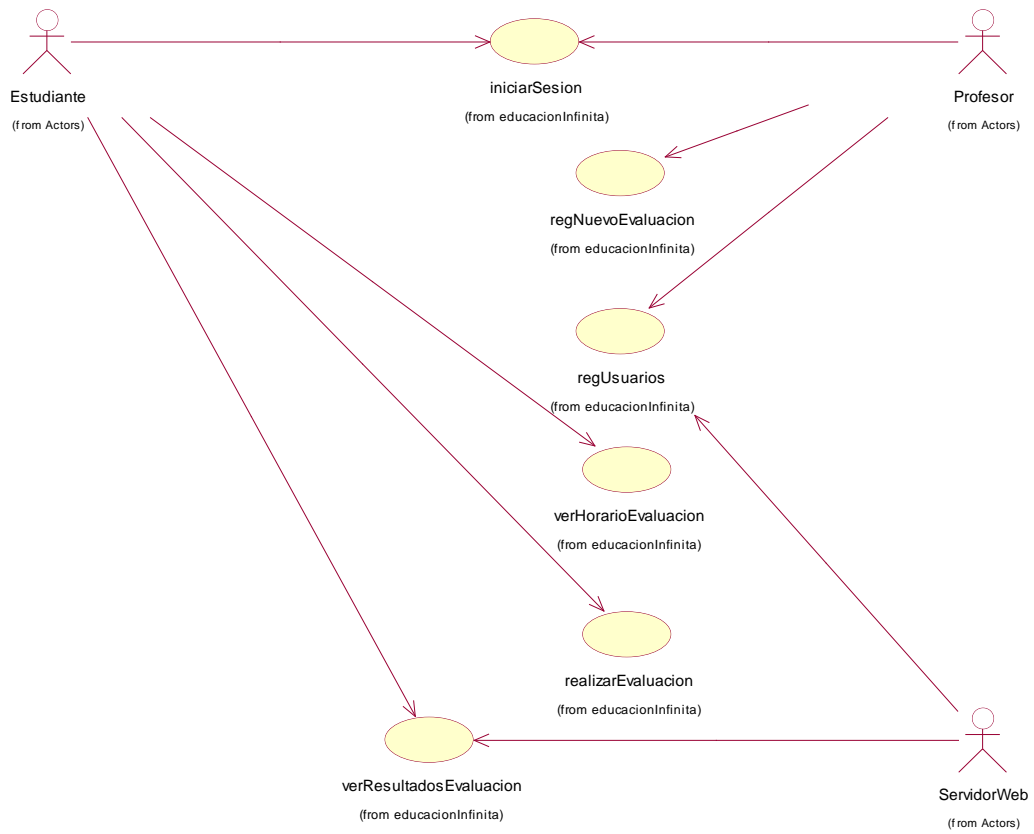 Estudiante
(from Actors)
iniciarSesion
(from educacionInfinita)
Profesor
(from Actors)
regNuevoEvaluacion
(from educacionInfinita)
regUsuarios
(from educacionInfinita)
verHorarioEvaluacion
(from educacionInfinita)
realizarEvaluacion
(from educacionInfinita)
verResultadosEvaluacion
(from educacionInfinita)
ServidorWeb
(from Actors)